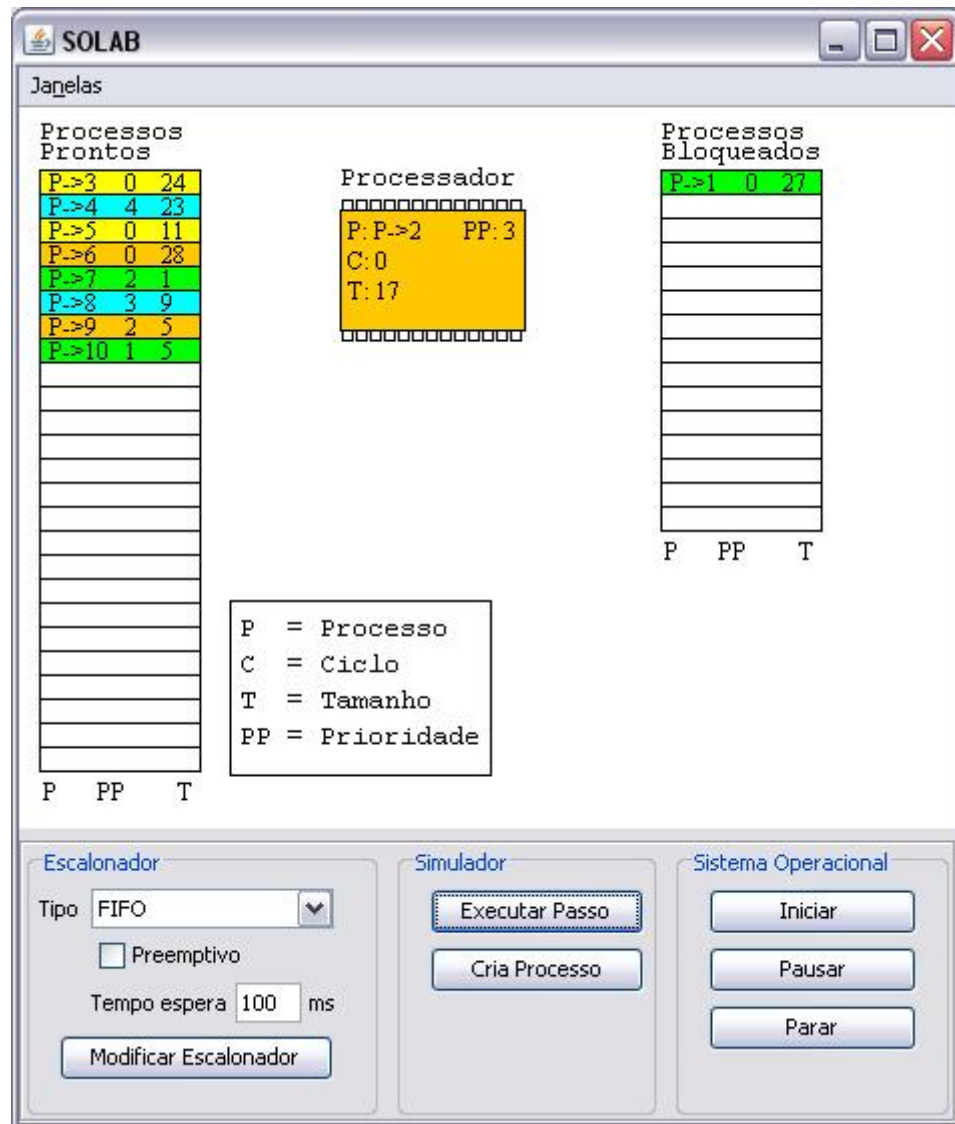 SOLAB
Janelas
Processos
Prontos
P->3 0 24
P->4 4 23
P->5 0 11
P->6 0 28
P->7 2 1
P->8 3 9
P->9 2 5
P->10 1 5
P PP T
Processador
P: P->2 PP: 3
C: 0
T: 17
Processos
Bloqueados
P->1 0 27
P PP T
P = Processo
C = Ciclo
T = Tamanho
PP = Prioridade
Escalonador
Tipo FIFO
Preemptivo
Tempo espera 100 ms
Modificar Escalonador
Simulador
Executar Passo
Cria Processo
Sistema Operacional
Iniciar
Pausar
Parar